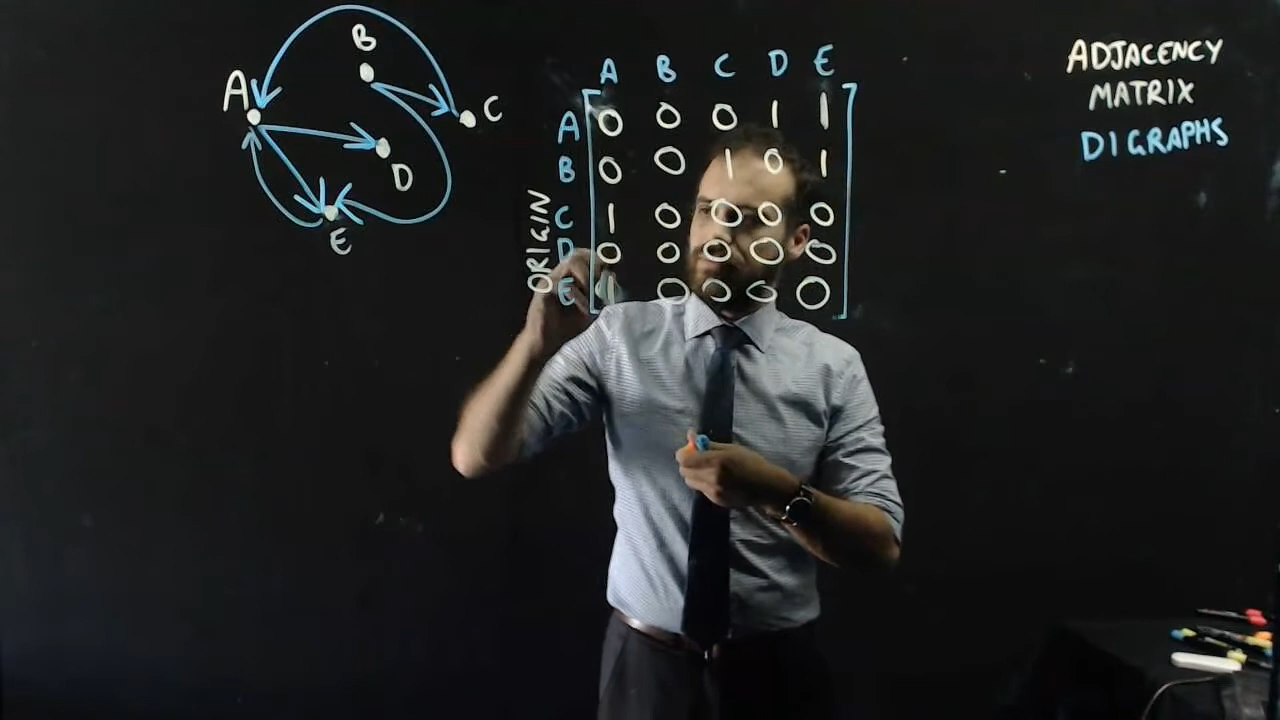 B
A
C
D
E
A B C D E
A 0 0 0 1 1
B 0 0 1 0 1
C 1 0 0 0 0
D 0 0 0 0 0
E 1 0 0 0 0
ORIGIN
ADJACENCY
MATRIX
DIGRAPHS